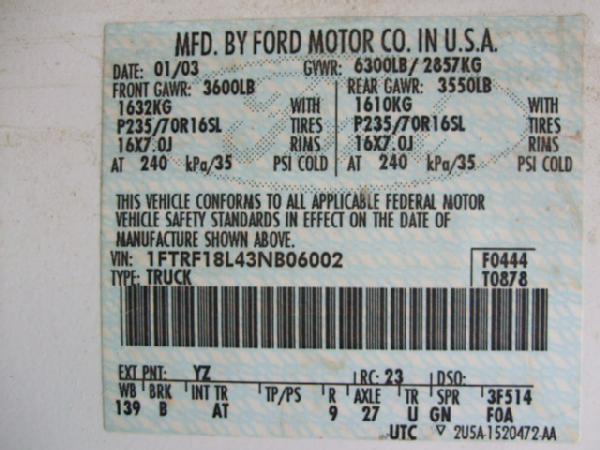 MFD. BY FORD MOTOR CO. IN U.S.A.
DATE: 01/03 GVWR: 6300LB/2857KG
FRONT GAWR: 3600LB REAR GAWR: 3550LB
1632KG WITH 1610KG WITH
P235/70R16SL TIRES P235/70R16SL TIRES
16X7.0J RIMS 16X7.0J RIMS
AT 240 kPa/35 PSI COLD AT 240 kPa/35 PSI COLD
THIS VEHICLE CONFORMS TO ALL APPLICABLE FEDERAL MOTOR
VEHICLE SAFETY STANDARDS IN EFFECT ON THE DATE OF
MANUFACTURE SHOWN ABOVE.
VIN: 1FTRF18L43NB06002 F0444
TYPE: TRUCK T0878
EXT PNT: YZ RC: 23 DSO:
WB BRK INT TR TP/PS R AXLE TR SPR 3F514
139 B AT 9 27 U GN F0A
UTC ▽ 2U5A-1520472-AA